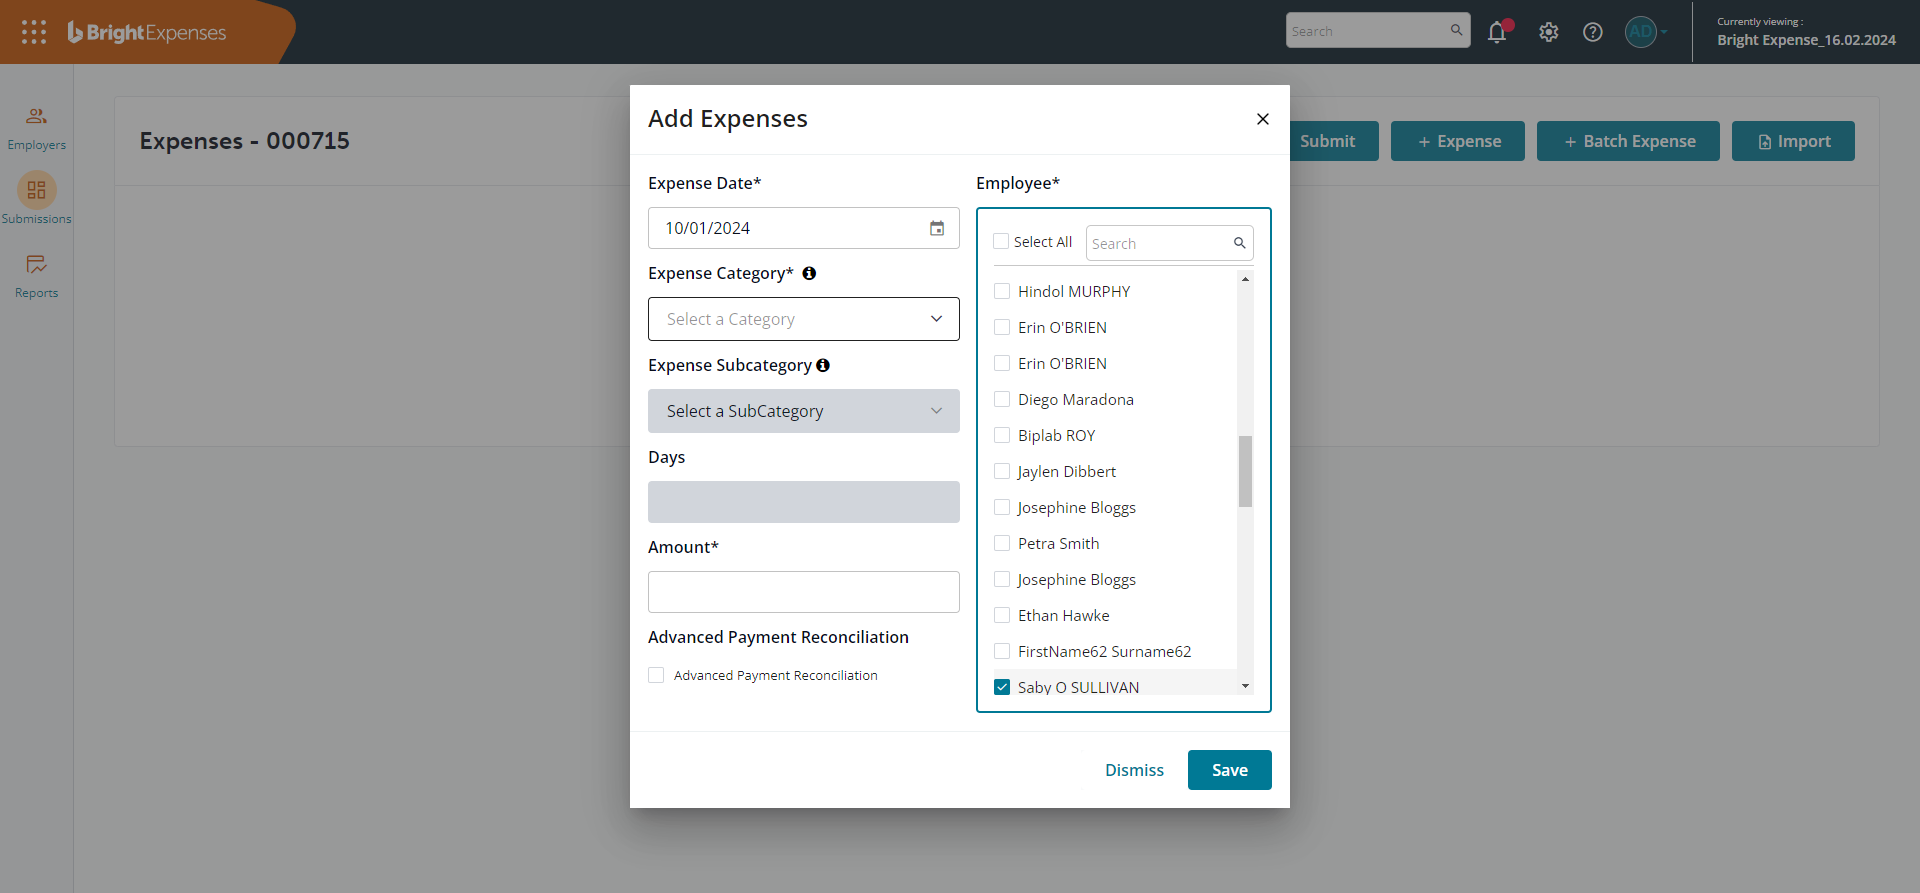 BrightExpenses
Search
AD
Currently viewing :
Bright Expense_16.02.2024
Employers
Submissions
Reports
Expenses - 000715
Submit
+ Expense
+ Batch Expense
Import
Add Expenses
Expense Date*
10/01/2024
Expense Category*
Select a Category
Expense Subcategory
Select a SubCategory
Days
Amount*
Advanced Payment Reconciliation
Advanced Payment Reconciliation
Employee*
Select All
Search
Hindol MURPHY
Erin O'BRIEN
Erin O'BRIEN
Diego Maradona
Biplab ROY
Jaylen Dibbert
Josephine Bloggs
Petra Smith
Josephine Bloggs
Ethan Hawke
FirstName62 Surname62
Saby O SULLIVAN
Dismiss
Save